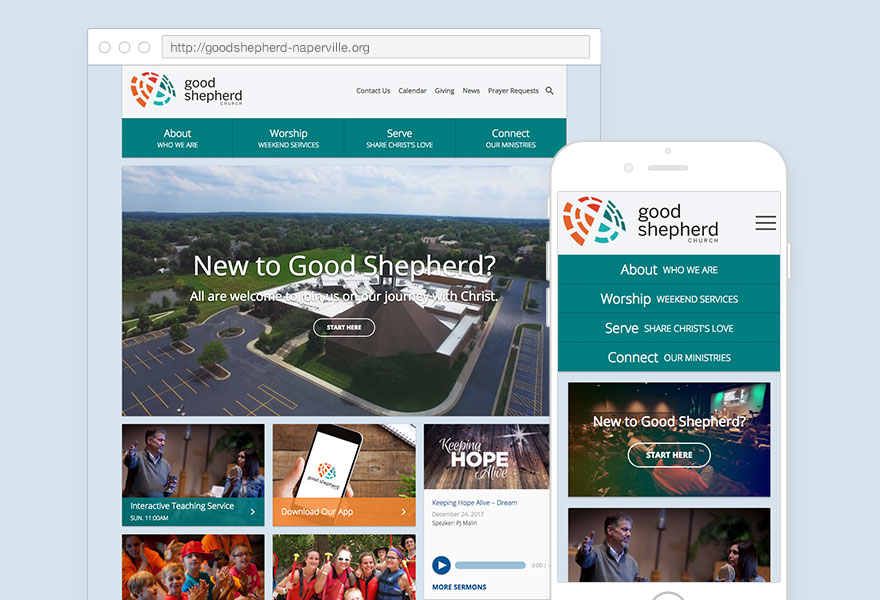 http://goodshepherd-naperville.org
good
shepherd
CHURCH
Contact Us Calendar Giving News Prayer Requests
About
WHO WE ARE
Worship
WEEKEND SERVICES
Serve
SHARE CHRIST'S LOVE
Connect
OUR MINISTRIES
New to Good Shepherd?
All are welcome to join us on our journey with Christ.
START HERE
Interactive Teaching Service
SUN. 11:00AM
good shepherd
Download Our App
Keeping
HOPE
Alive
Keeping Hope Alive – Dream
December 24, 2017
Speaker: PJ Malin
0:00
MORE SERMONS
good
shepherd
CHURCH
About WHO WE ARE
Worship WEEKEND SERVICES
Serve SHARE CHRIST'S LOVE
Connect OUR MINISTRIES
New to Good Shepherd?
START HERE